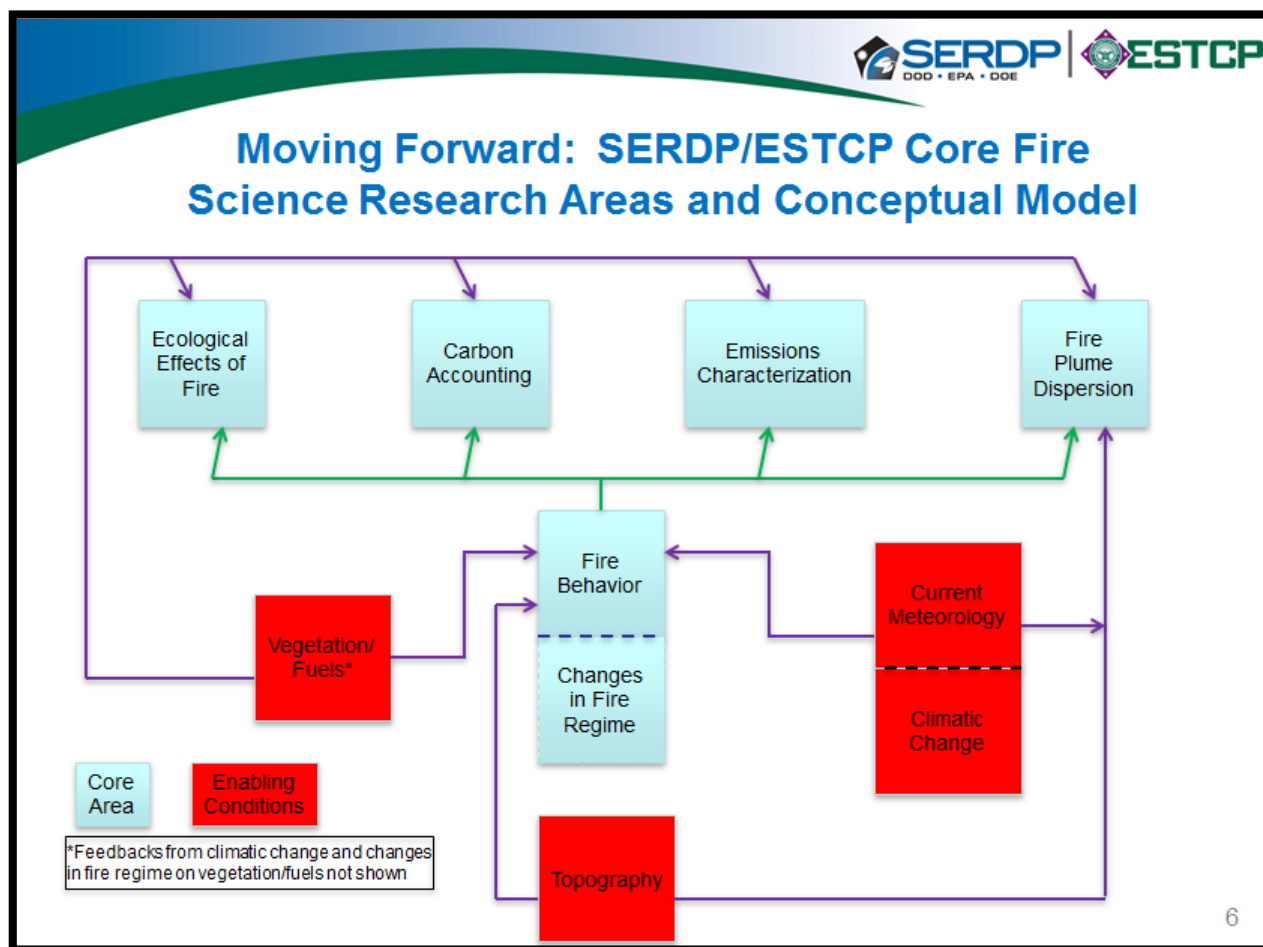 SERDP
DOD • EPA • DOE
ESTCP
Moving Forward: SERDP/ESTCP Core Fire
Science Research Areas and Conceptual Model
Ecological
Effects of
Fire
Carbon
Accounting
Emissions
Characterization
Fire
Plume
Dispersion
Fire
Behavior
Changes
in Fire
Regime
Vegetation/
Fuels*
Current
Meteorology
Climatic
Change
Core
Area
Enabling
Conditions
*Feedbacks from climatic change and changes
in fire regime on vegetation/fuels not shown
Topography
6